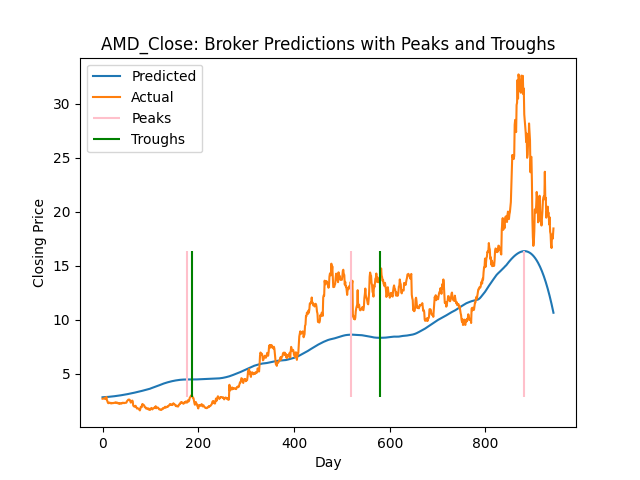 AMD_Close: Broker Predictions with Peaks and Troughs
Predicted
Actual
Peaks
Troughs
Closing Price
30
25
20
15
10
5
0
200
400
600
800
Day